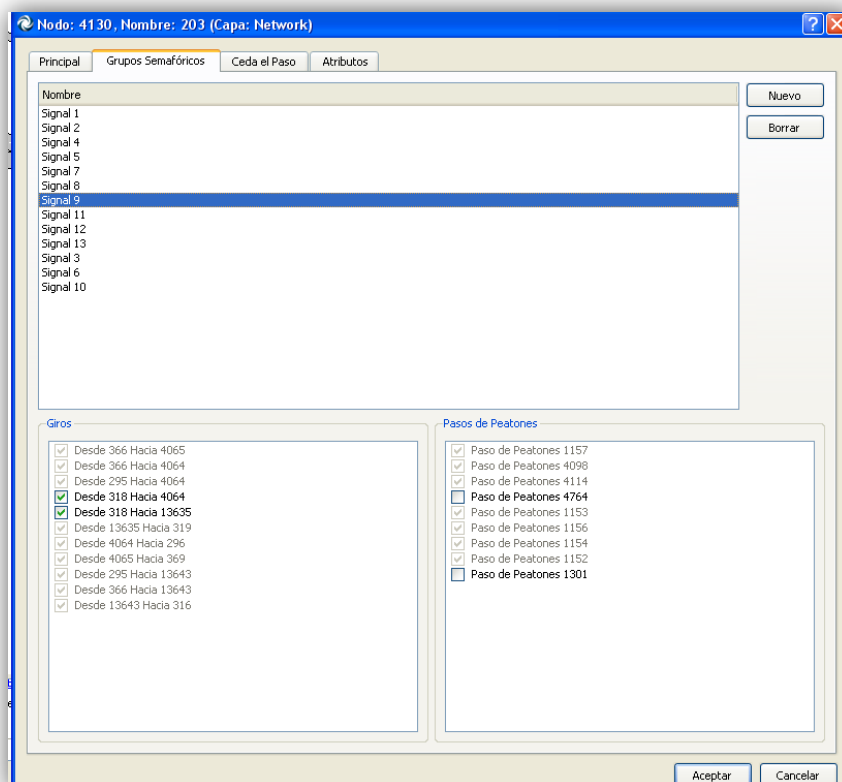 Nodo: 4130, Nombre: 203 (Capa: Network)
Principal
Grupos Semafóricos
Ceda el Paso
Atributos
Nombre
Signal 1
Signal 2
Signal 4
Signal 5
Signal 7
Signal 8
Signal 9
Signal 11
Signal 12
Signal 13
Signal 3
Signal 6
Signal 10
Nuevo
Borrar
Giros
Desde 366 Hacia 4065
Desde 366 Hacia 4064
Desde 295 Hacia 4064
Desde 318 Hacia 4064
Desde 318 Hacia 13635
Desde 13635 Hacia 319
Desde 4064 Hacia 296
Desde 4065 Hacia 369
Desde 295 Hacia 13643
Desde 366 Hacia 13643
Desde 13643 Hacia 316
Pasos de Peatones
Paso de Peatones 1157
Paso de Peatones 4098
Paso de Peatones 4114
Paso de Peatones 4764
Paso de Peatones 1153
Paso de Peatones 1156
Paso de Peatones 1154
Paso de Peatones 1152
Paso de Peatones 1301
Aceptar
Cancelar